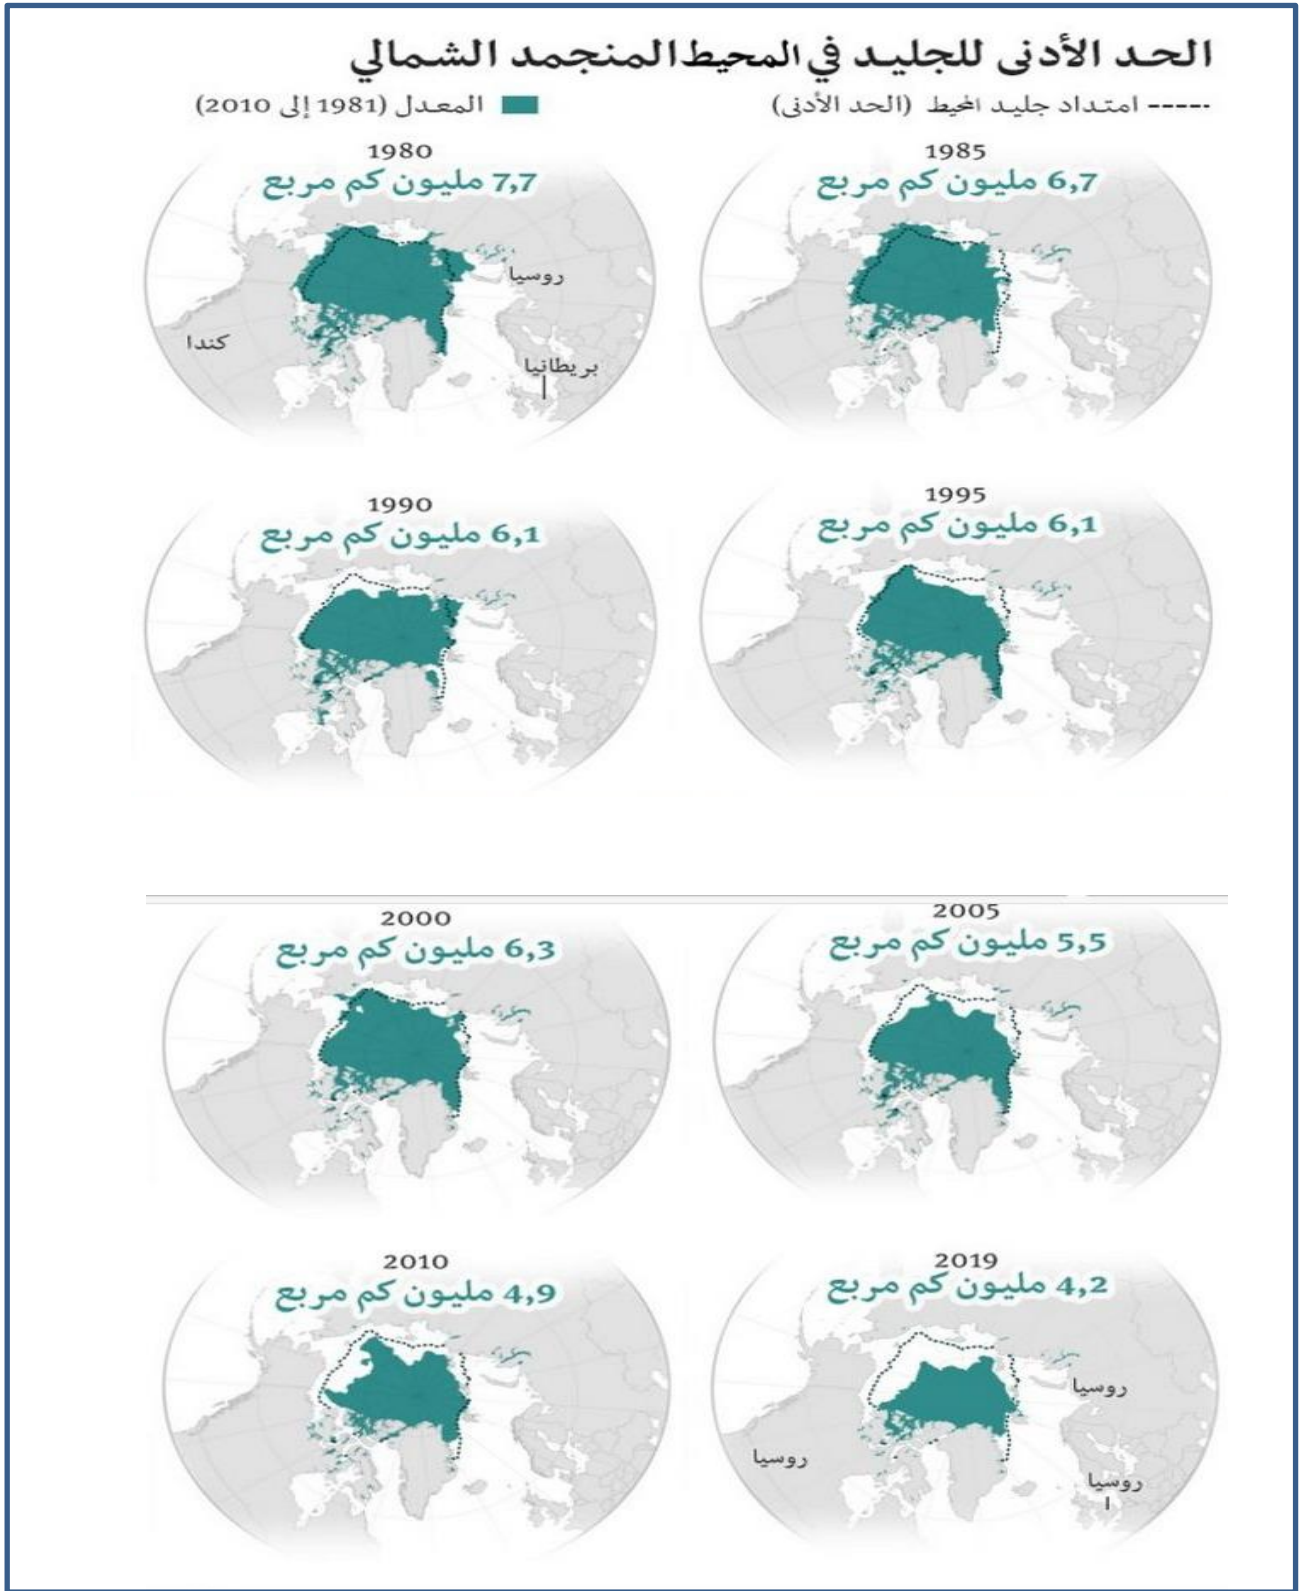 الحد الأدنى للجليد في المحيط المنجمد الشمالي
امتداد جليد المحيط (الحد الأدنى)
المعدل (1981 إلى 2010)
1985
6,7 مليون كم مربع
1980
7,7 مليون كم مربع
روسيا
كندا
بريطانيا
1995
6,1 مليون كم مربع
1990
6,1 مليون كم مربع
2005
5,5 مليون كم مربع
2000
6,3 مليون كم مربع
2019
4,2 مليون كم مربع
روسيا
روسيا
روسيا
2010
4,9 مليون كم مربع